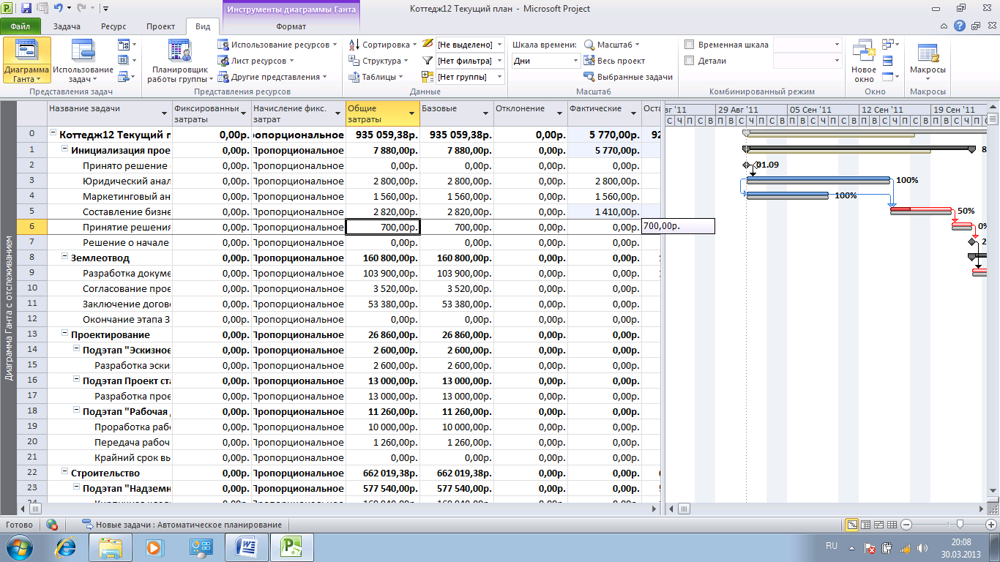 Инструменты диаграммы Ганта
Коттедж12 Текущий план - Microsoft Project
Файл Задача Ресурс Проект Вид Формат
Диаграмма Ганта
Использование задач
Планировщик работы группы
Использование ресурсов
Лист ресурсов
Другие представления
Сортировка
Структура
Таблицы
[Не выделено]
[Нет фильтра]
[Нет группы]
Шкала времени:
Дни
Масштаб
Весь проект
Выбранные задачи
Временная шкала
Детали
Новое окно
Макросы
Представления задач Представления ресурсов Данные Масштаб Комбинированный режим Окно Макросы
Название задачи Фиксированные затраты Начисление фикс. затрат Общие затраты Базовые Отклонение Фактические Оста
вг '11 29 Авг '11 05 Сен '11 12 Сен '11 19 Сен '11
С Ч П С В П В С Ч П С В П В С Ч П С В П В С Ч П С В П В С
0 Коттедж12 Текущий п 0,00р. Пропорциональное 935 059,38р. 935 059,38р. 0,00р. 5 770,00р. 92
1 Инициализация прое 0,00р. Пропорциональное 7 880,00р. 7 880,00р. 0,00р. 5 770,00р. 8
2 Принято решение 0,00р. Пропорциональное 0,00р. 0,00р. 0,00р. 0,00р. 01.09
3 Юридический анал 0,00р. Пропорциональное 2 800,00р. 2 800,00р. 0,00р. 2 800,00р. 100%
4 Маркетинговый ан 0,00р. Пропорциональное 1 560,00р. 1 560,00р. 0,00р. 1 560,00р. 100%
5 Составление бизне 0,00р. Пропорциональное 2 820,00р. 2 820,00р. 0,00р. 1 410,00р. 50%
6 Принятие решения 0,00р. Пропорциональное 700,00р. 700,00р. 0,00р. 0,00р. 700,00р. 0%
7 Решение о начале 0,00р. Пропорциональное 0,00р. 0,00р. 0,00р. 0,00р. 2
8 Землеотвод 0,00р. Пропорциональное 160 800,00р. 160 800,00р. 0,00р. 0,00р.
9 Разработка докуме 0,00р. Пропорциональное 103 900,00р. 103 900,00р. 0,00р. 0,00р.
10 Согласование прое 0,00р. Пропорциональное 3 520,00р. 3 520,00р. 0,00р. 0,00р.
11 Заключение догов 0,00р. Пропорциональное 53 380,00р. 53 380,00р. 0,00р. 0,00р.
12 Окончание этапа З 0,00р. Пропорциональное 0,00р. 0,00р. 0,00р. 0,00р.
13 Проектирование 0,00р. Пропорциональное 26 860,00р. 26 860,00р. 0,00р. 0,00р.
14 Подэтап "Эскизное 0,00р. Пропорциональное 2 600,00р. 2 600,00р. 0,00р. 0,00р.
15 Разработка эски 0,00р. Пропорциональное 2 600,00р. 2 600,00р. 0,00р. 0,00р.
16 Подэтап Проект ста 0,00р. Пропорциональное 13 000,00р. 13 000,00р. 0,00р. 0,00р.
17 Разработка прое 0,00р. Пропорциональное 13 000,00р. 13 000,00р. 0,00р. 0,00р.
18 Подэтап "Рабочая 0,00р. Пропорциональное 11 260,00р. 11 260,00р. 0,00р. 0,00р.
19 Проработка раб 0,00р. Пропорциональное 10 000,00р. 10 000,00р. 0,00р. 0,00р.
20 Передача рабоч 0,00р. Пропорциональное 1 260,00р. 1 260,00р. 0,00р. 0,00р.
21 Крайний срок вы 0,00р. Пропорциональное 0,00р. 0,00р. 0,00р. 0,00р.
22 Строительство 0,00р. Пропорциональное 662 019,38р. 662 019,38р. 0,00р. 0,00р.
23 Подэтап "Надземн 0,00р. Пропорциональное 577 540,00р. 577 540,00р. 0,00р. 0,00р.
Диаграмма Ганта с отслеживанием
Готово Новые задачи : Автоматическое планирование
RU
20:08
30.03.2013